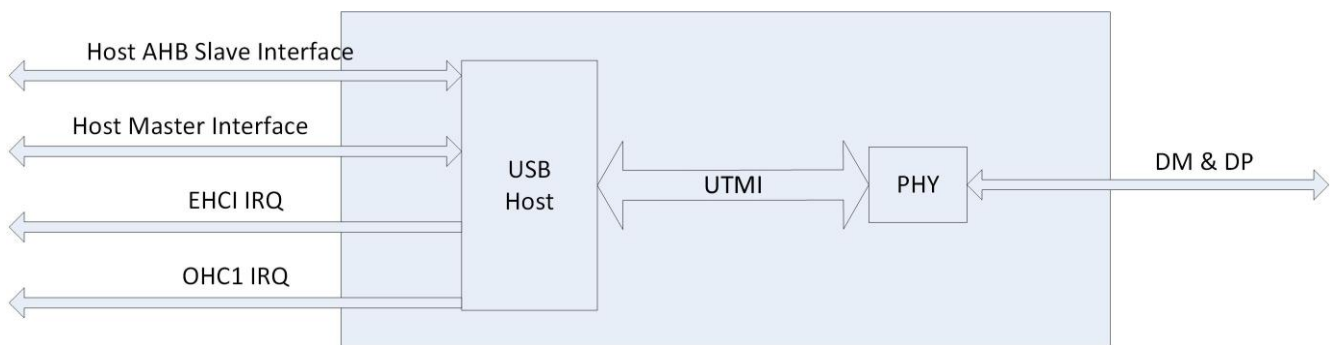 Host AHB Slave Interface
Host Master Interface
EHCI IRQ
OHC1 IRQ
USB
Host
UTMI
PHY
DM & DP